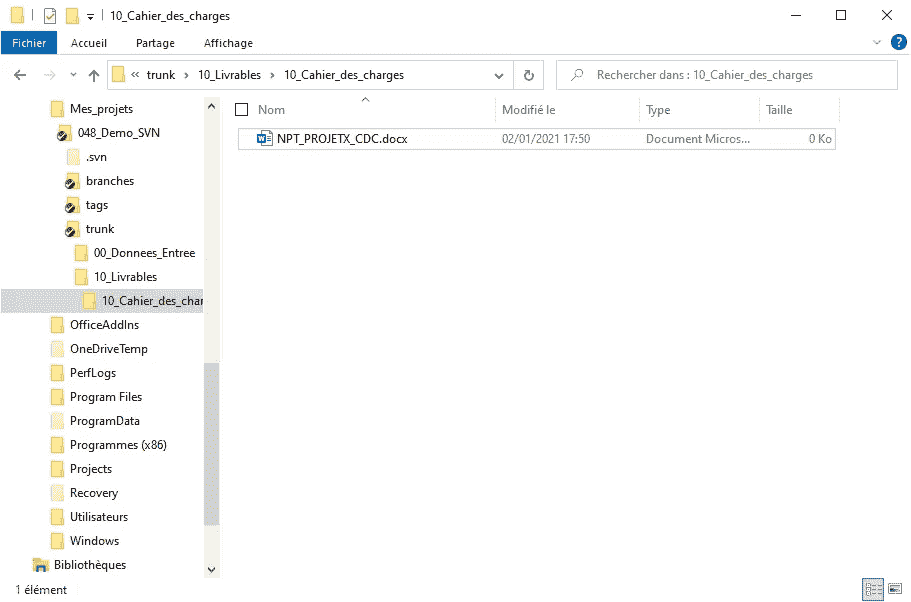 10_Cahier_des_charges
Fichier Accueil Partage Affichage
« trunk > 10_Livrables > 10_Cahier_des_charges
Rechercher dans : 10_Cahier_des_charges
Mes_projets
048_Demo_SVN
.svn
branches
tags
trunk
00_Donnees_Entree
10_Livrables
10_Cahier_des_char
OfficeAddIns
OneDriveTemp
PerfLogs
Program Files
ProgramData
Programmes (x86)
Projects
Recovery
Utilisateurs
Windows
Bibliothèques
Nom Modifié le Type Taille
NPT_PROJETX_CDC.docx 02/01/2021 17:50 Document Micros... 0 Ko
1 élément